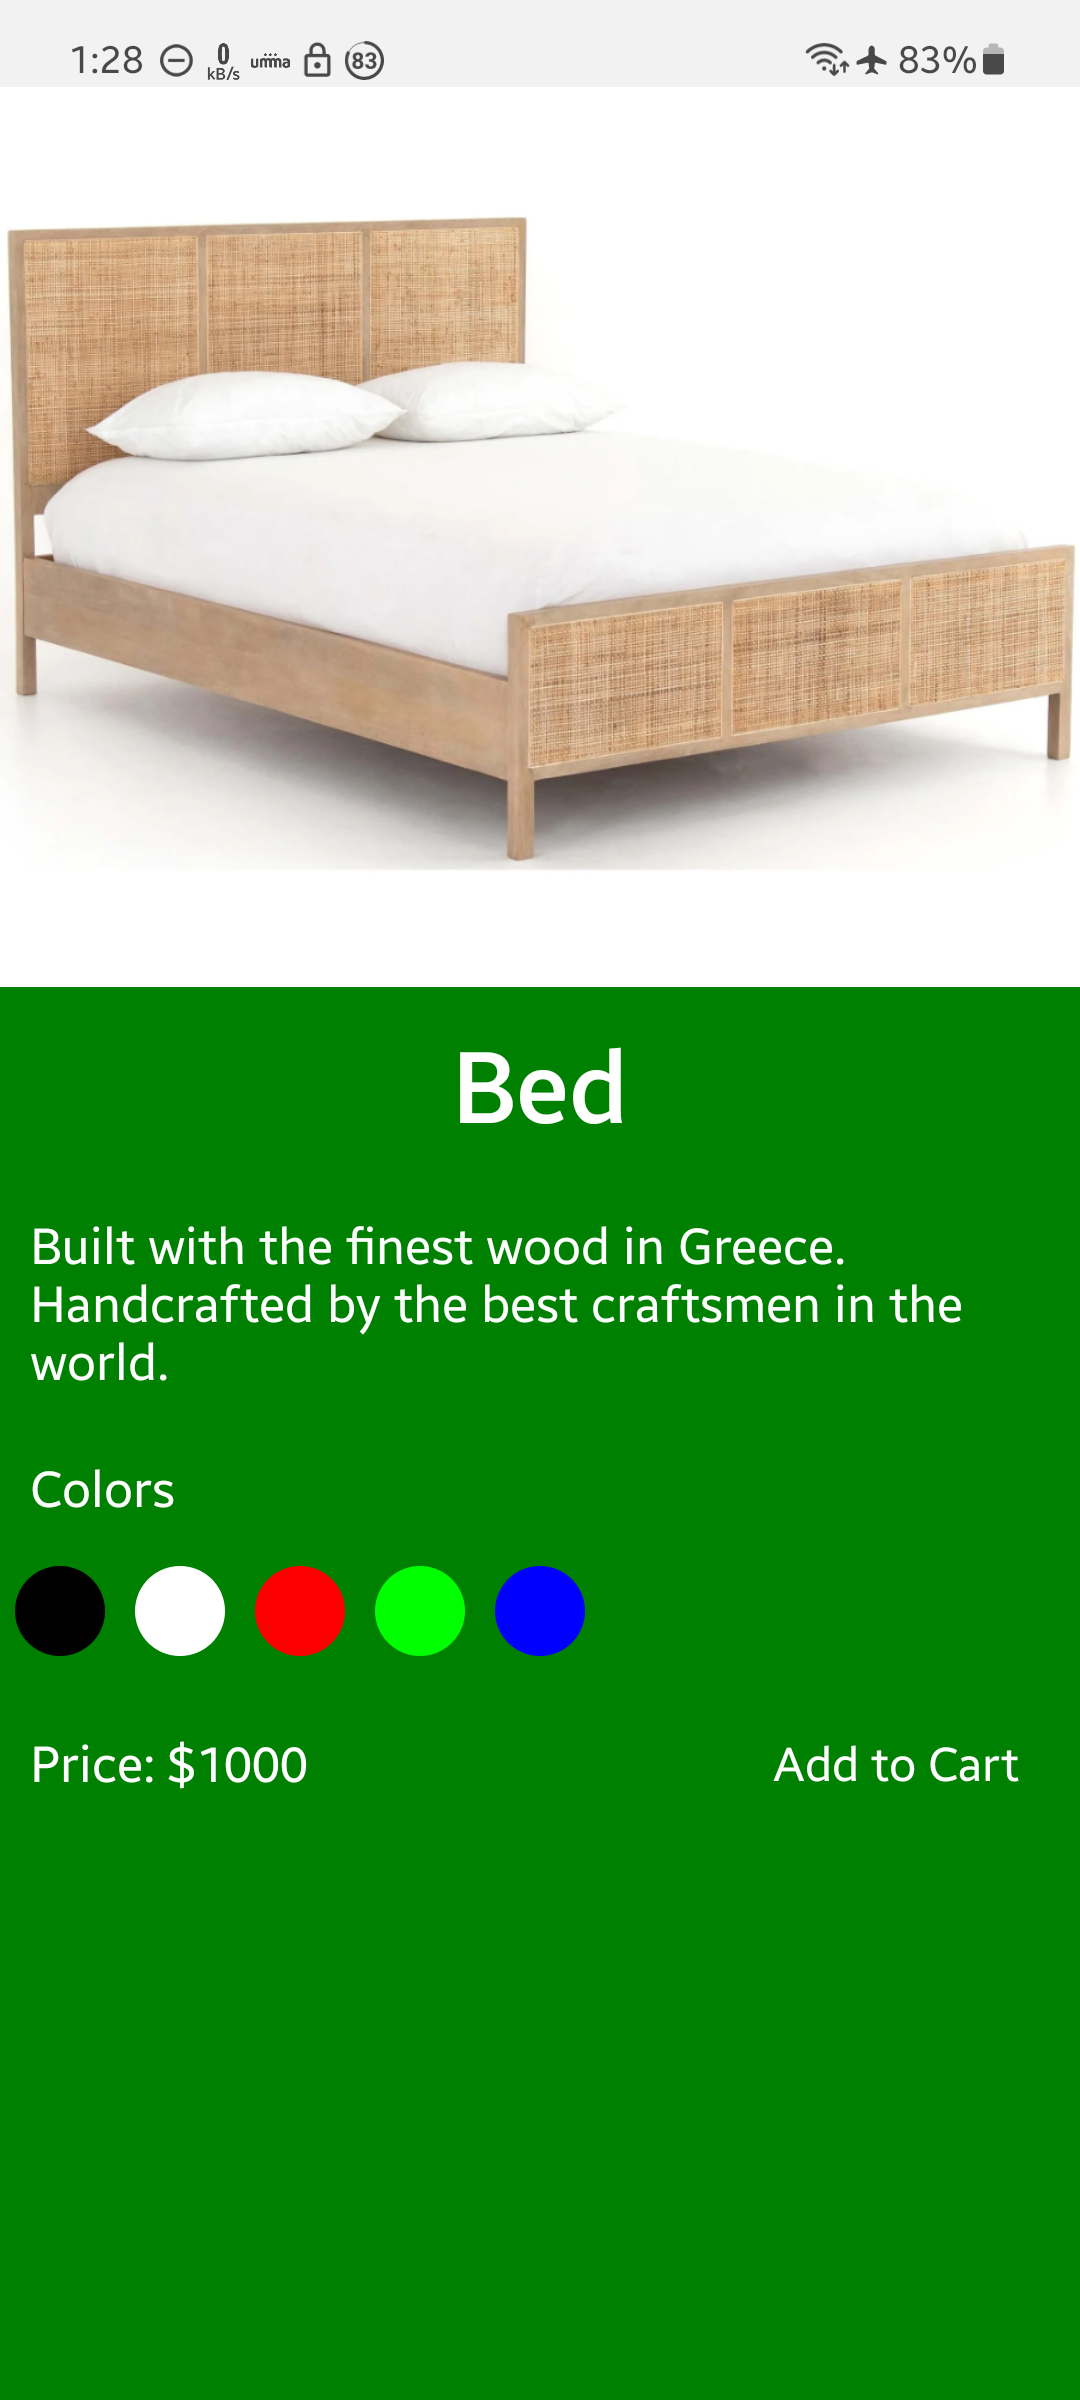 1:28 0 kB/s umma 83 83%
Bed
Built with the finest wood in Greece.
Handcrafted by the best craftsmen in the
world.
Colors
Price: $1000 Add to Cart